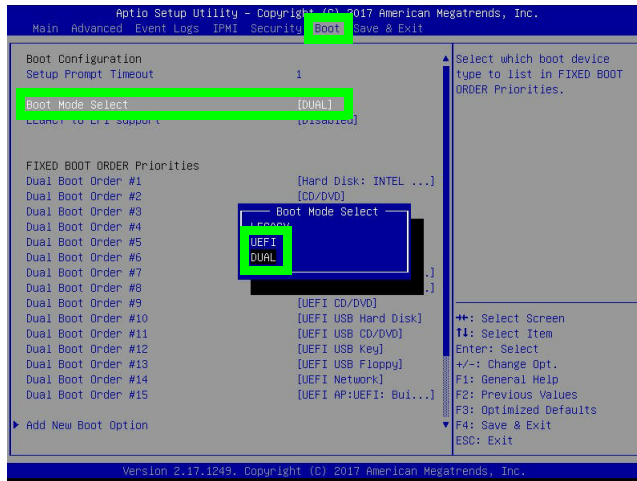 Aptio Setup Utility – Copyright (C) 2017 American Megatrends, Inc.
Main Advanced Event Logs IPMI Security Boot Save & Exit
Boot Configuration
Setup Prompt Timeout 1
Boot Mode Select [DUAL]
LEGACY to EFI support [Disabled]
FIXED BOOT ORDER Priorities
Dual Boot Order #1 [Hard Disk: INTEL ...]
Dual Boot Order #2 [CD/DVD]
Dual Boot Order #3
Dual Boot Order #4
Dual Boot Order #5
Dual Boot Order #6
Dual Boot Order #7 .]
Dual Boot Order #8 .]
Dual Boot Order #9 [UEFI CD/DVD]
Dual Boot Order #10 [UEFI USB Hard Disk]
Dual Boot Order #11 [UEFI USB CD/DVD]
Dual Boot Order #12 [UEFI USB Key]
Dual Boot Order #13 [UEFI USB Floppy]
Dual Boot Order #14 [UEFI Network]
Dual Boot Order #15 [UEFI AP:UEFI: Bui...]
Add New Boot Option
Boot Mode Select
LEGACY
UEFI
DUAL
Select which boot device
type to list in FIXED BOOT
ORDER Priorities.
→←: Select Screen
↑↓: Select Item
Enter: Select
+/-: Change Opt.
F1: General Help
F2: Previous Values
F3: Optimized Defaults
F4: Save & Exit
ESC: Exit
Version 2.17.1249. Copyright (C) 2017 American Megatrends, Inc.